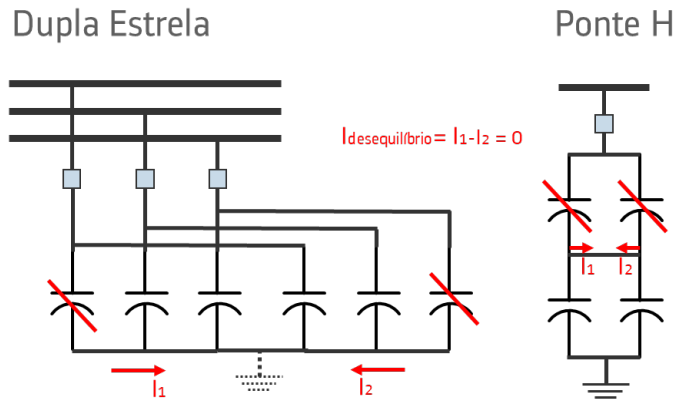 Dupla Estrela
Ponte H
Idesequilíbrio = I1-I2 = 0
I1
I2
I1
I2